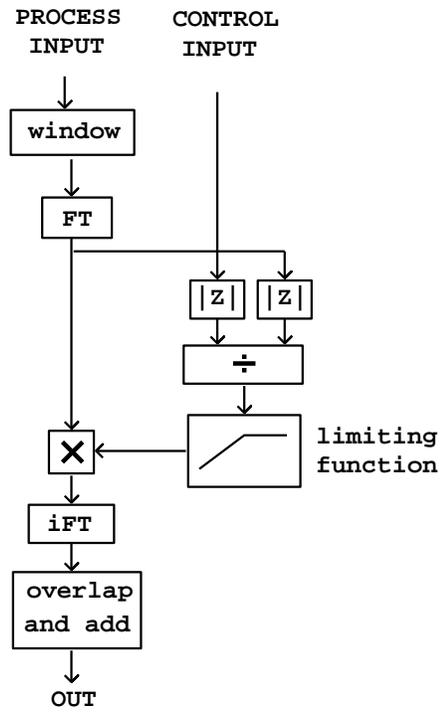 PROCESS
INPUT
CONTROL
INPUT
window
FT
|Z|
|Z|
÷
×
limiting
function
iFT
overlap
and add
OUT